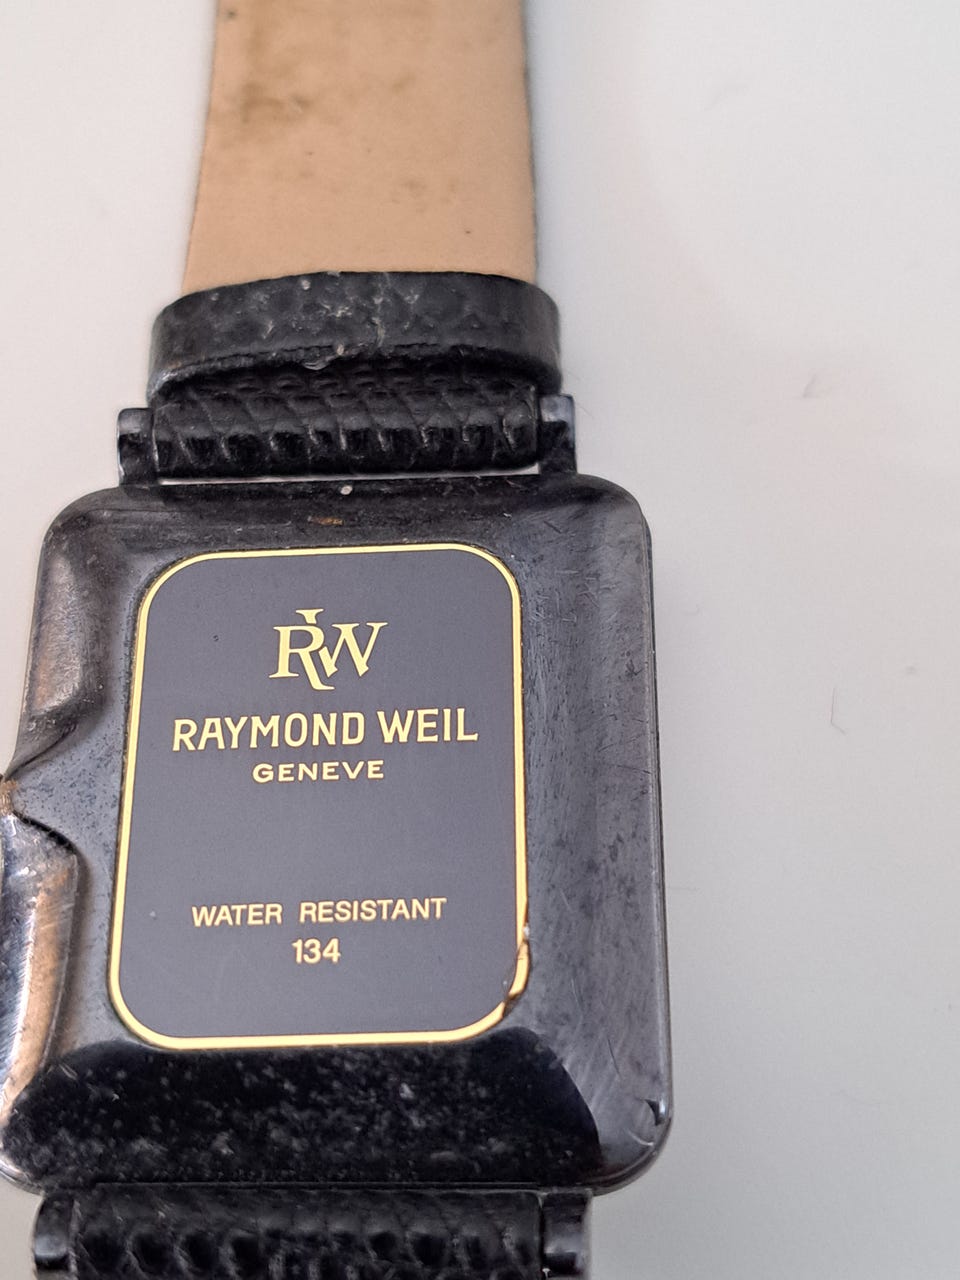 RW
RAYMOND WEIL
GENEVE
WATER RESISTANT
134